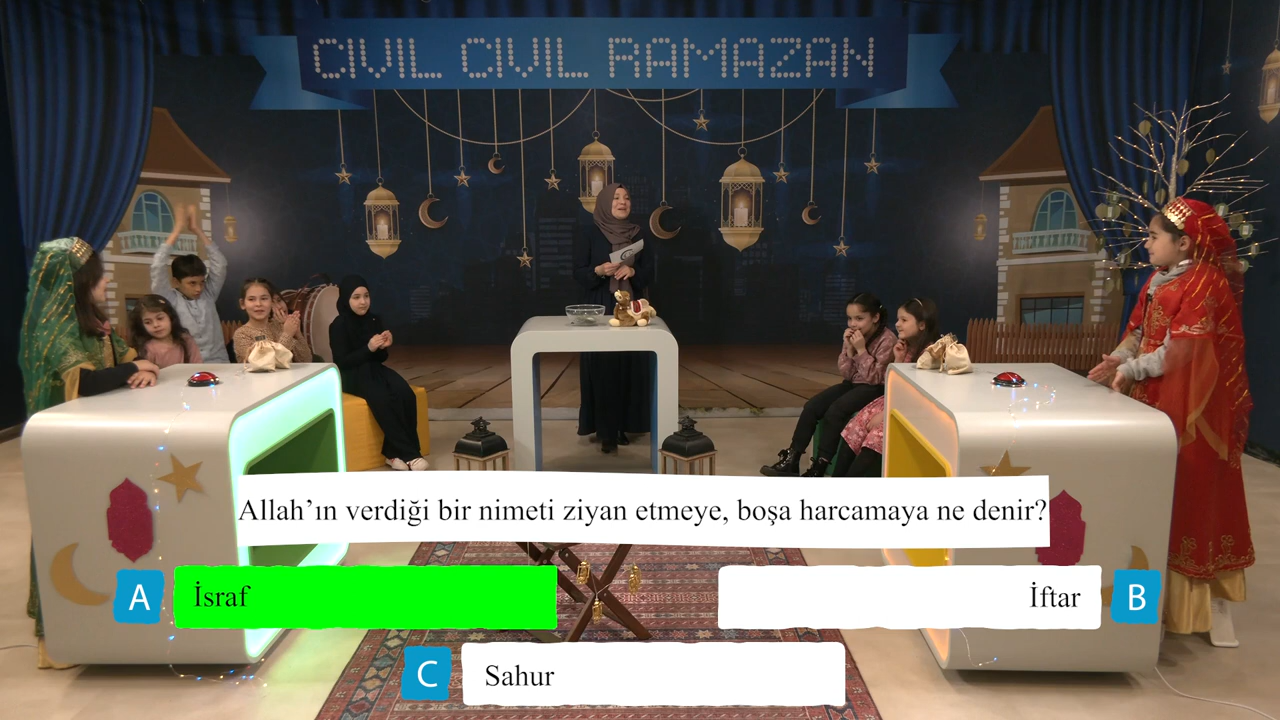 CIVIL CIVIL RAMAZAN
Allah’ın verdiği bir nimeti ziyan etmeye, boşa harcamaya ne denir?
A İsraf
İftar B
C Sahur